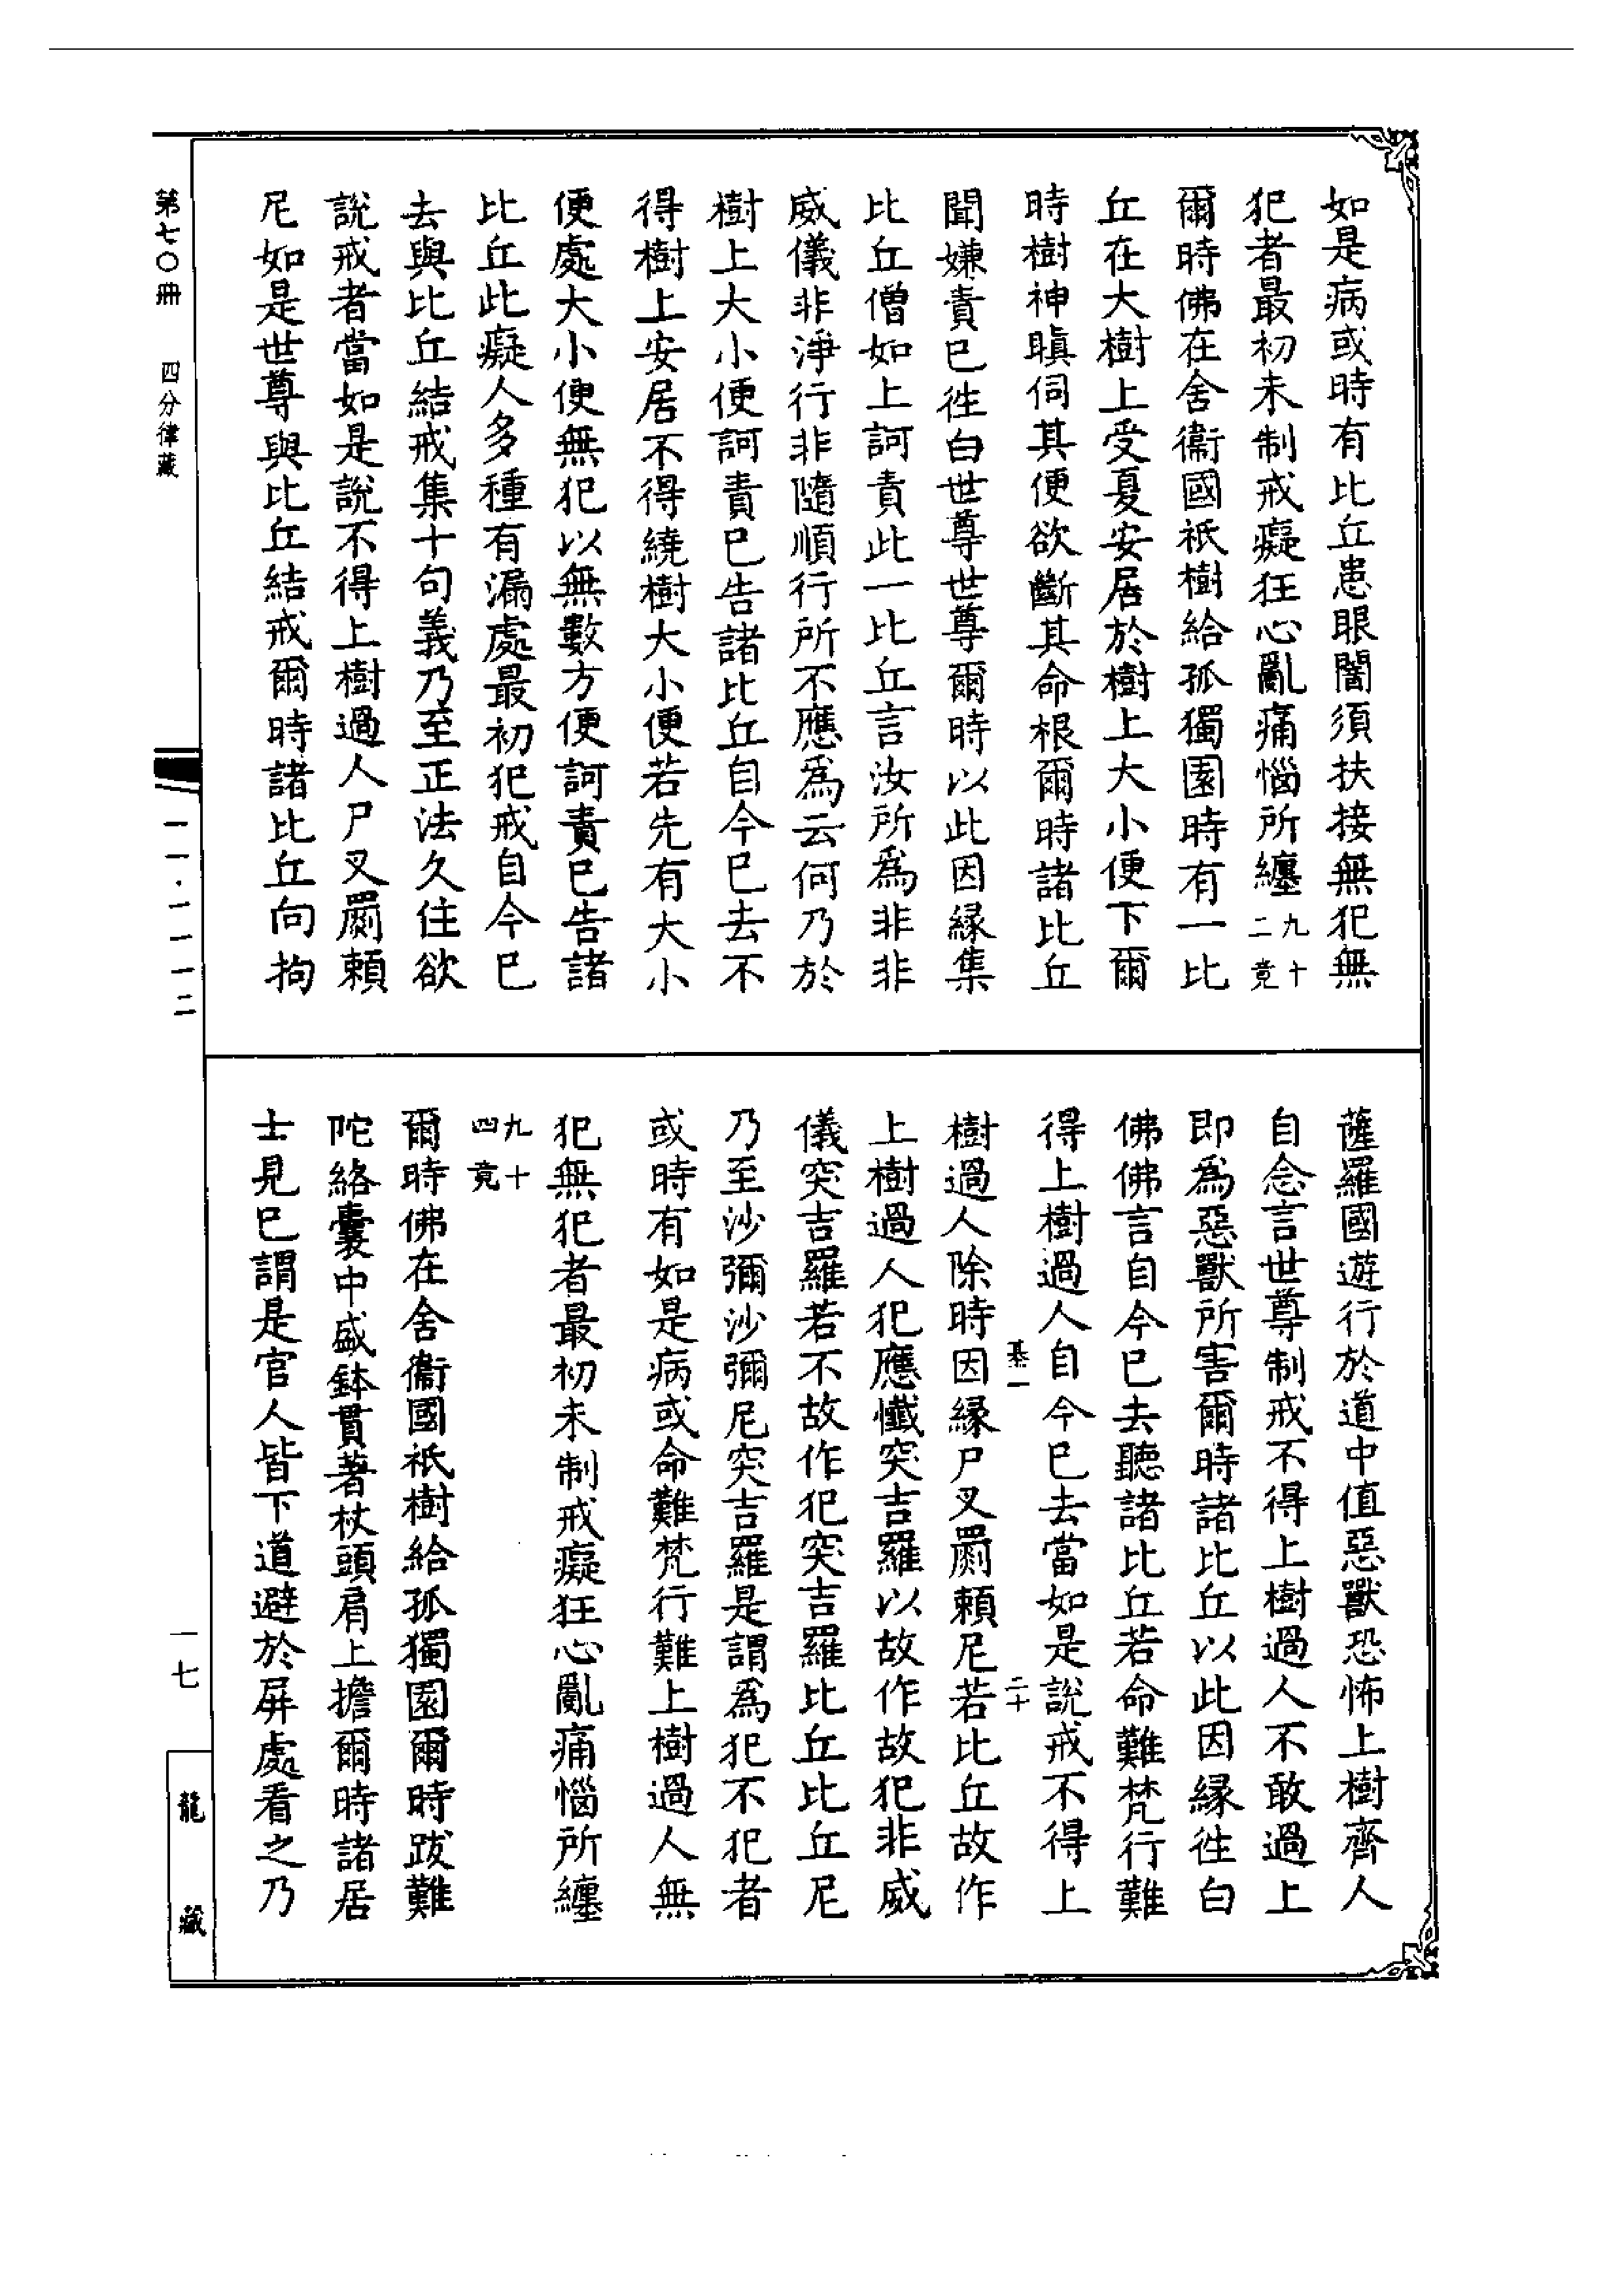 如是病或時有比丘患眼闇須扶接無犯無
犯者最初未制戒癡狂心亂痛惱所纏九十二竟
爾時佛在舍衞國祇樹給孤獨園時有一比
丘在大樹上受夏安居於樹上大小便下爾
時樹神瞋伺其便欲斷其命根爾時諸比丘
聞嫌責已往白世尊世尊爾時以此因緣集
比丘僧如上訶責此一比丘言汝所爲非非
威儀非淨行非隨順行所不應爲云何乃於
樹上大小便訶責已告諸比丘自今已去不
得樹上安居不得繞樹大小便若先有大小
便處大小便無犯以無數方便訶責已告諸
比丘此癡人多種有漏處最初犯戒自今已
去與比丘結戒集十句義乃至正法久住欲
說戒者當如是說不得上樹過人尸叉罽賴
尼如是世尊與比丘結戒爾時諸比丘向拘
薩羅國遊行於道中值惡獸恐怖上樹齊人
自念言世尊制戒不得上樹過人不敢過上
即爲惡獸所害爾時諸比丘以此因緣往白
佛佛言自今已去聽諸比丘若命難梵行難
得上樹過人自今已去當如是說戒不得上
樹過人除時因緣尸叉罽賴尼若比丘故作
上樹過人犯應懺突吉羅以故作故犯非威
儀突吉羅若不故作犯突吉羅比丘比丘尼
乃至沙彌沙彌尼突吉羅是謂爲犯不犯者
或時有如是病或命難梵行難上樹過人無
犯無犯者最初未制戒癡狂心亂痛惱所纏
九十四竟
爾時佛在舍衞國祇樹給孤獨園爾時跋難
陀絡囊中盛鉢貫著杖頭肩上擔爾時諸居
士見已謂是官人皆下道避於屏處看之乃
基一
二十
第七〇冊
四分律藏
一一·一一一二
一七
龍藏